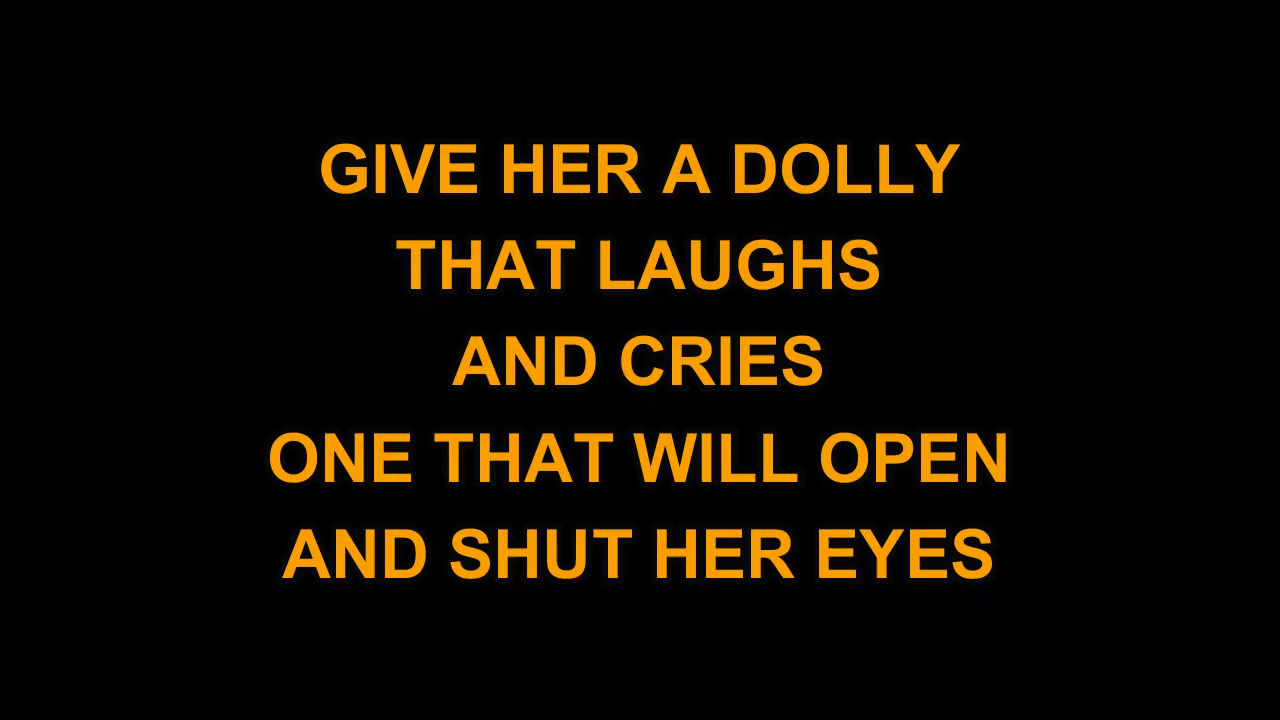 GIVE HER A DOLLY
THAT LAUGHS
AND CRIES
ONE THAT WILL OPEN
AND SHUT HER EYES